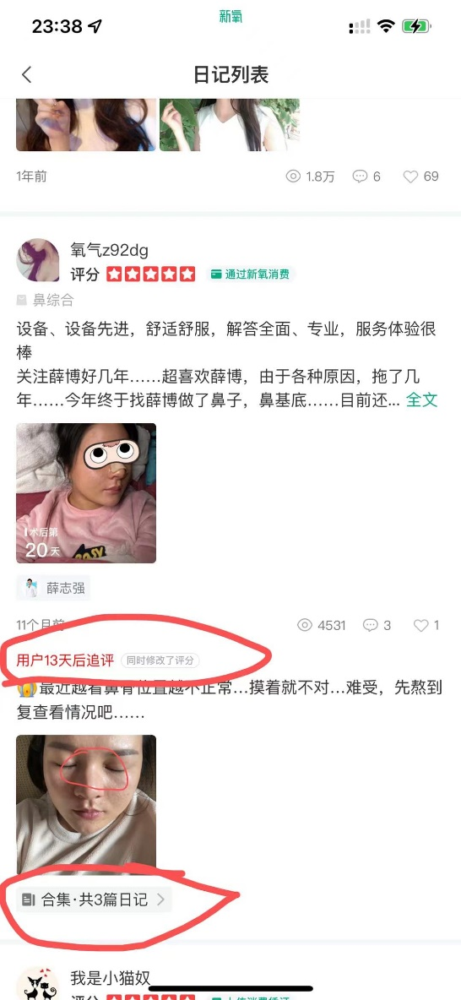 新氧
23:38
日记列表
1年前
1.8万
6
69
氧气z92dg
评分
通过新氧消费
鼻综合
设备、设备先进，舒适舒服，解答全面、专业，服务体验很
棒
关注薛博好几年……超喜欢薛博，由于各种原因，拖了几
年……今年终于找薛博做了鼻子，鼻基底……目前还... 全文
术后第
20天
薛志强
11个月前
4531
3
1
用户13天后追评
同时修改了评分
最近越看鼻骨位置越不正常…摸着就不对…难受，先熬到
复查看情况吧……
合集·共3篇日记
我是小猫奴
评分